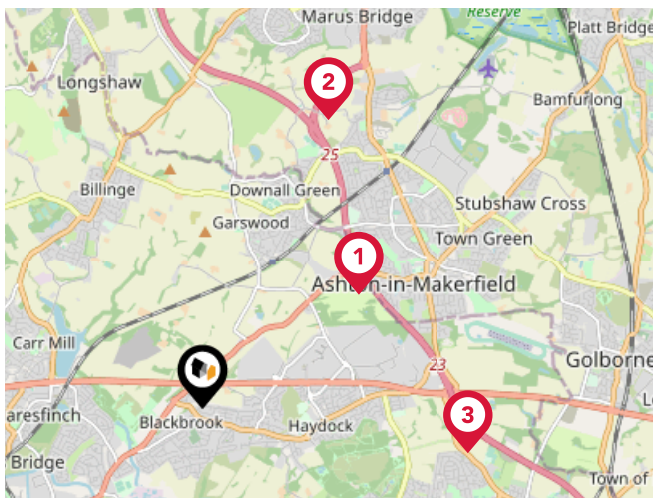 Reserve
Marus Bridge
Platt Bridge
2
Longshaw
Bamfurlong
25
Billinge
Downall Green
Stubshaw Cross
Garswood
Town Green
1
Ashton-in-Makerfield
Carr Mill
Golborne
23
aresfinch
Blackbrook
Haydock
3
Bridge
Town of